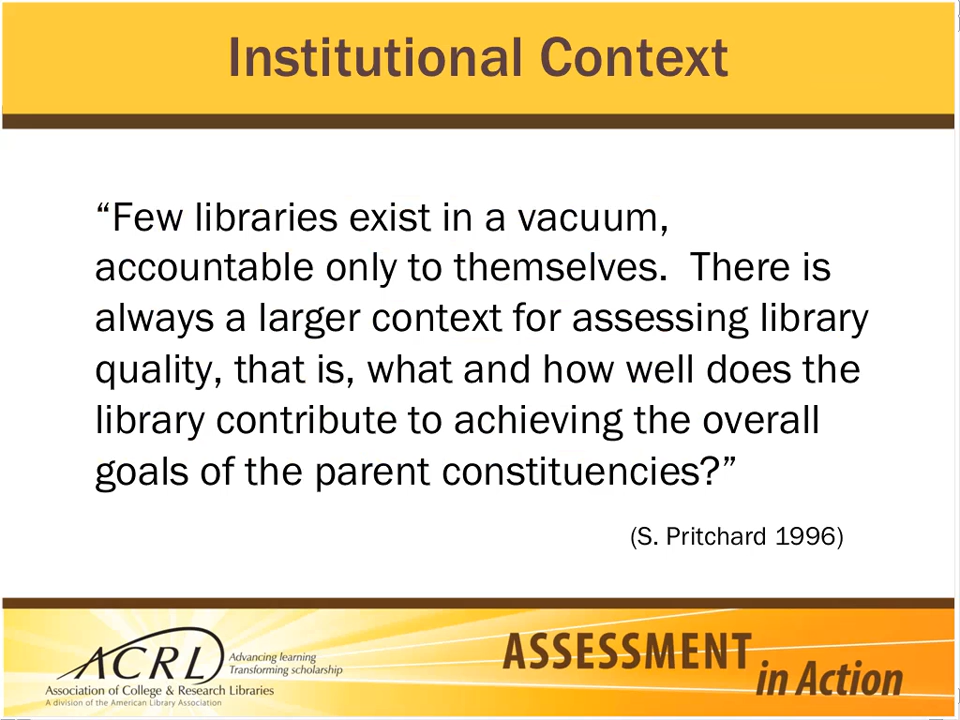 Institutional Context
“Few libraries exist in a vacuum,
accountable only to themselves.  There is
always a larger context for assessing library
quality, that is, what and how well does the
library contribute to achieving the overall
goals of the parent constituencies?”
(S. Pritchard 1996)
ACRL
Advancing learning
Transforming scholarship
Association of College & Research Libraries
A division of the American Library Association
ASSESSMENT
in Action